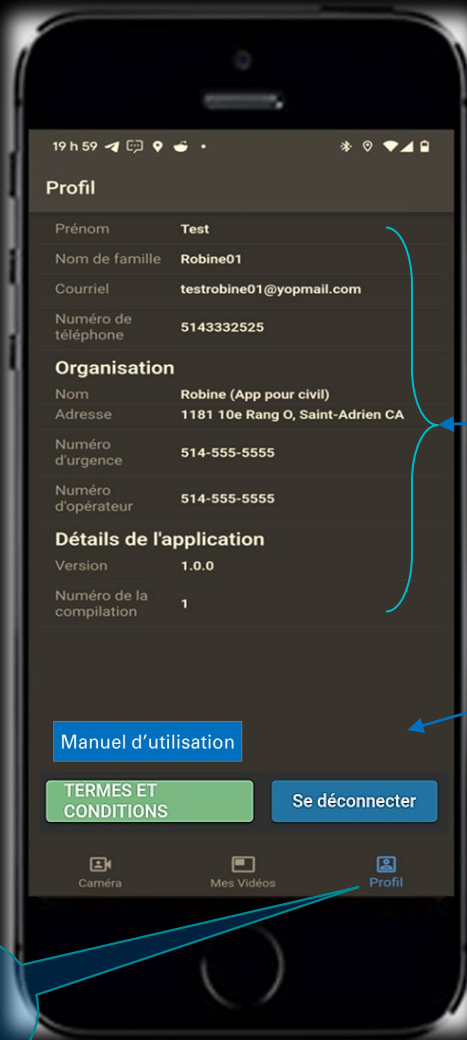 19 h 59
Profil
Prénom Test
Nom de famille Robine01
Courriel testrobine01@yopmail.com
Numéro de
téléphone 5143332525
Organisation
Nom Robine (App pour civil)
Adresse 1181 10e Rang O, Saint-Adrien CA
Numéro
d'urgence 514-555-5555
Numéro
d'opérateur 514-555-5555
Détails de l'application
Version 1.0.0
Numéro de la
compilation 1
Manuel d’utilisation
TERMES ET
CONDITIONS
Se déconnecter
Caméra Mes Vidéos Profil